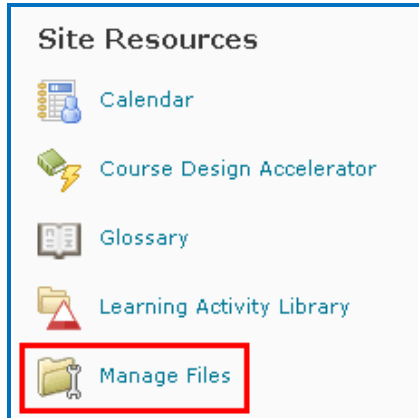 Site Resources
Calendar
Course Design Accelerator
Glossary
Learning Activity Library
Manage Files